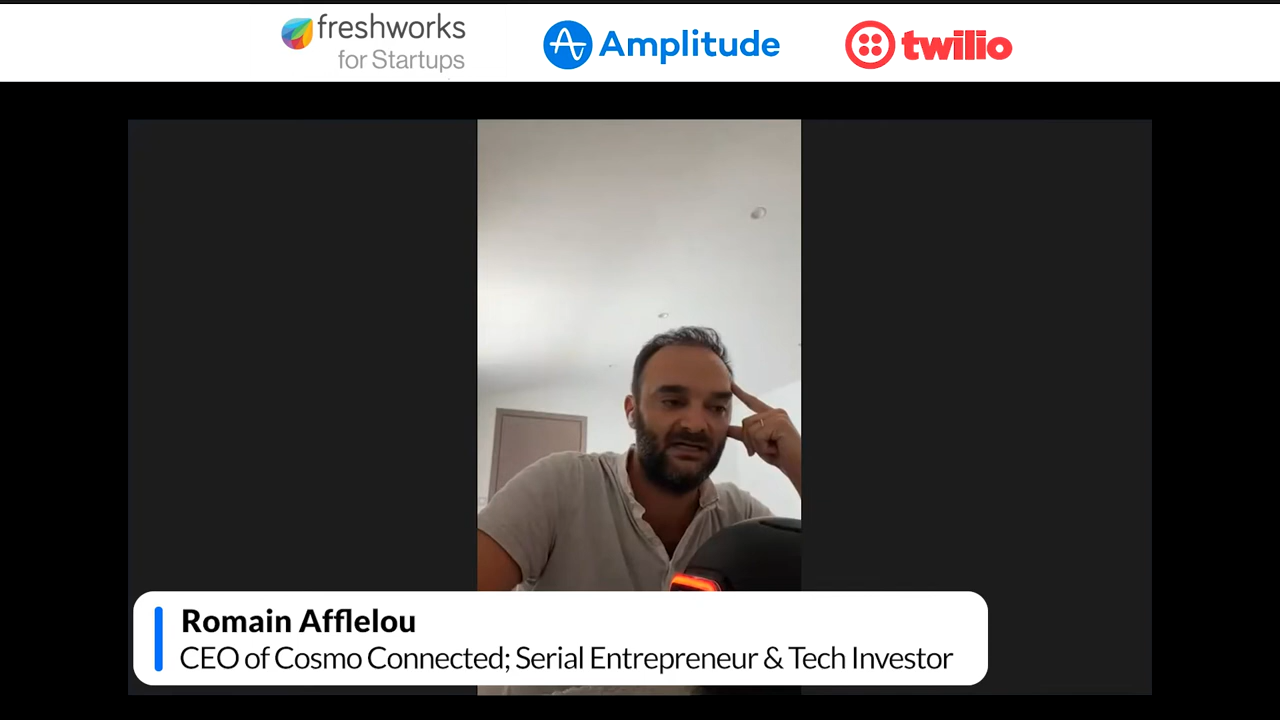 freshworks
for Startups
Amplitude
twilio
Romain Afflelou
CEO of Cosmo Connected; Serial Entrepreneur & Tech Investor